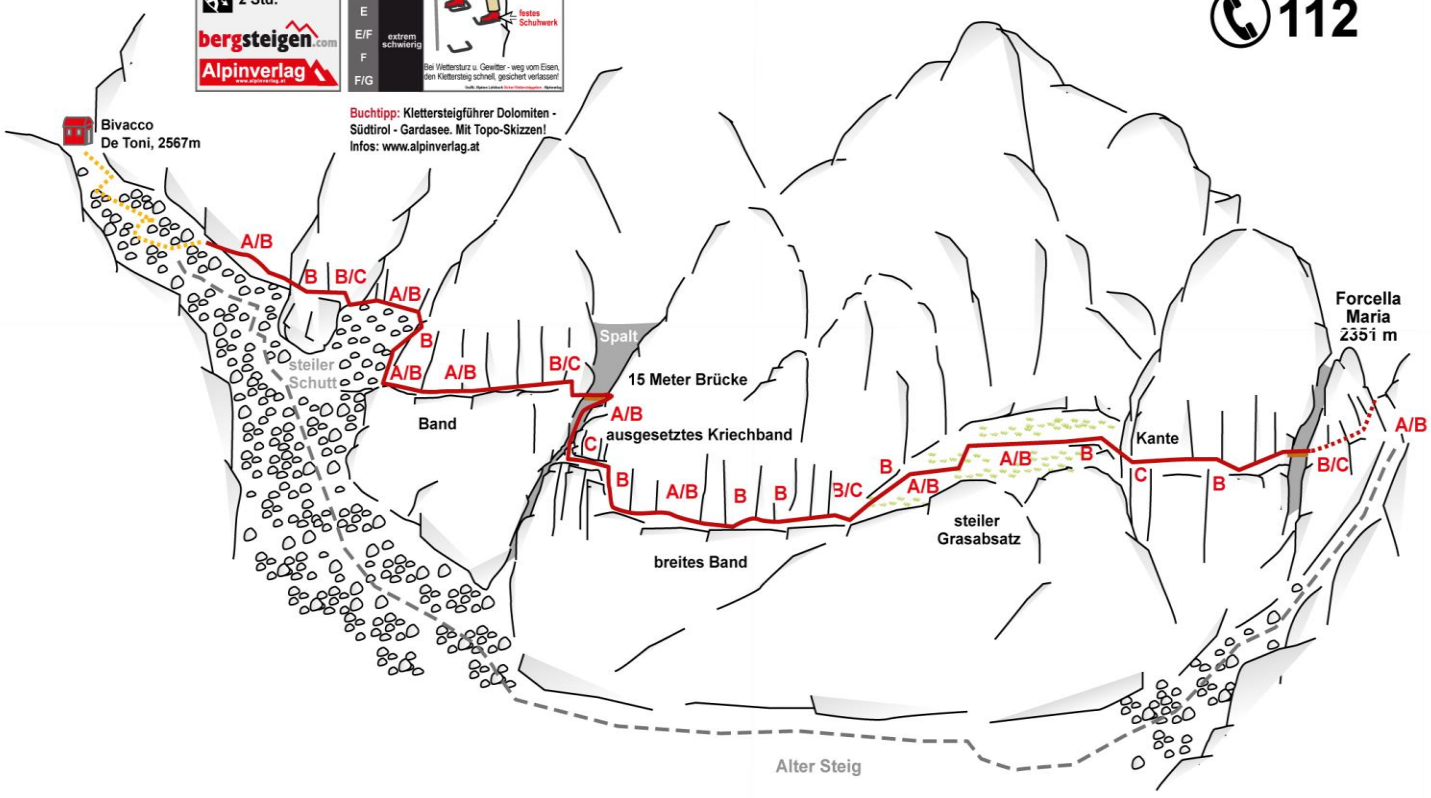 2 Std.
bergsteigen.com
Alpinverlag
www.alpinverlag.at
E
E/F
F
F/G
extrem
schwierig
festes
Schuhwerk
Bei Wettersturz u. Gewitter - weg vom Eisen,
den Klettersteig schnell, gesichert verlassen!
112
Buchtipp: Klettersteigführer Dolomiten -
Südtirol - Gardasee. Mit Topo-Skizzen!
Infos: www.alpinverlag.at
Bivacco
De Toni, 2567m
A/B
B
B/C
A/B
B
A/B
A/B
B/C
steiler
Schutt
Band
Spalt
15 Meter Brücke
A/B
ausgesetztes Kriechband
C
B
A/B
B
B
B/C
breites Band
B
A/B
A/B
B
steiler
Grasabsatz
Kante
C
B
B/C
A/B
Forcella
Maria
2351 m
Alter Steig